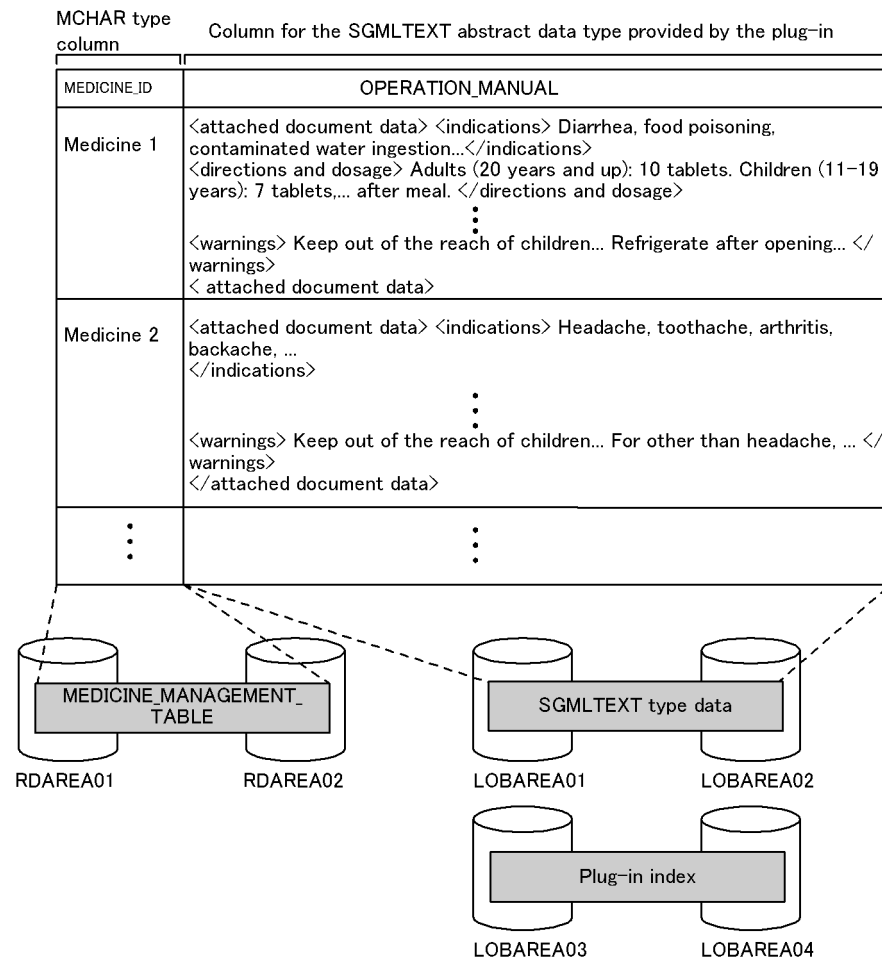 MCHAR type
column
Column for the SGMLTEXT abstract data type provided by the plug-in
MEDICINE_ID
OPERATION_MANUAL
Medicine 1
<attached document data> <indications> Diarrhea, food poisoning,
contaminated water ingestion...</indications>
<directions and dosage> Adults (20 years and up): 10 tablets. Children (11-19
years): 7 tablets,... after meal. </directions and dosage>
<warnings> Keep out of the reach of children... Refrigerate after opening... </
warnings>
< attached document data>
Medicine 2
<attached document data> <indications> Headache, toothache, arthritis,
backache, ...
</indications>
<warnings> Keep out of the reach of children... For other than headache, ... </
warnings>
</attached document data>
MEDICINE_MANAGEMENT_
TABLE
SGMLTEXT type data
RDAREA01
RDAREA02
LOBAREA01
LOBAREA02
Plug-in index
LOBAREA03
LOBAREA04